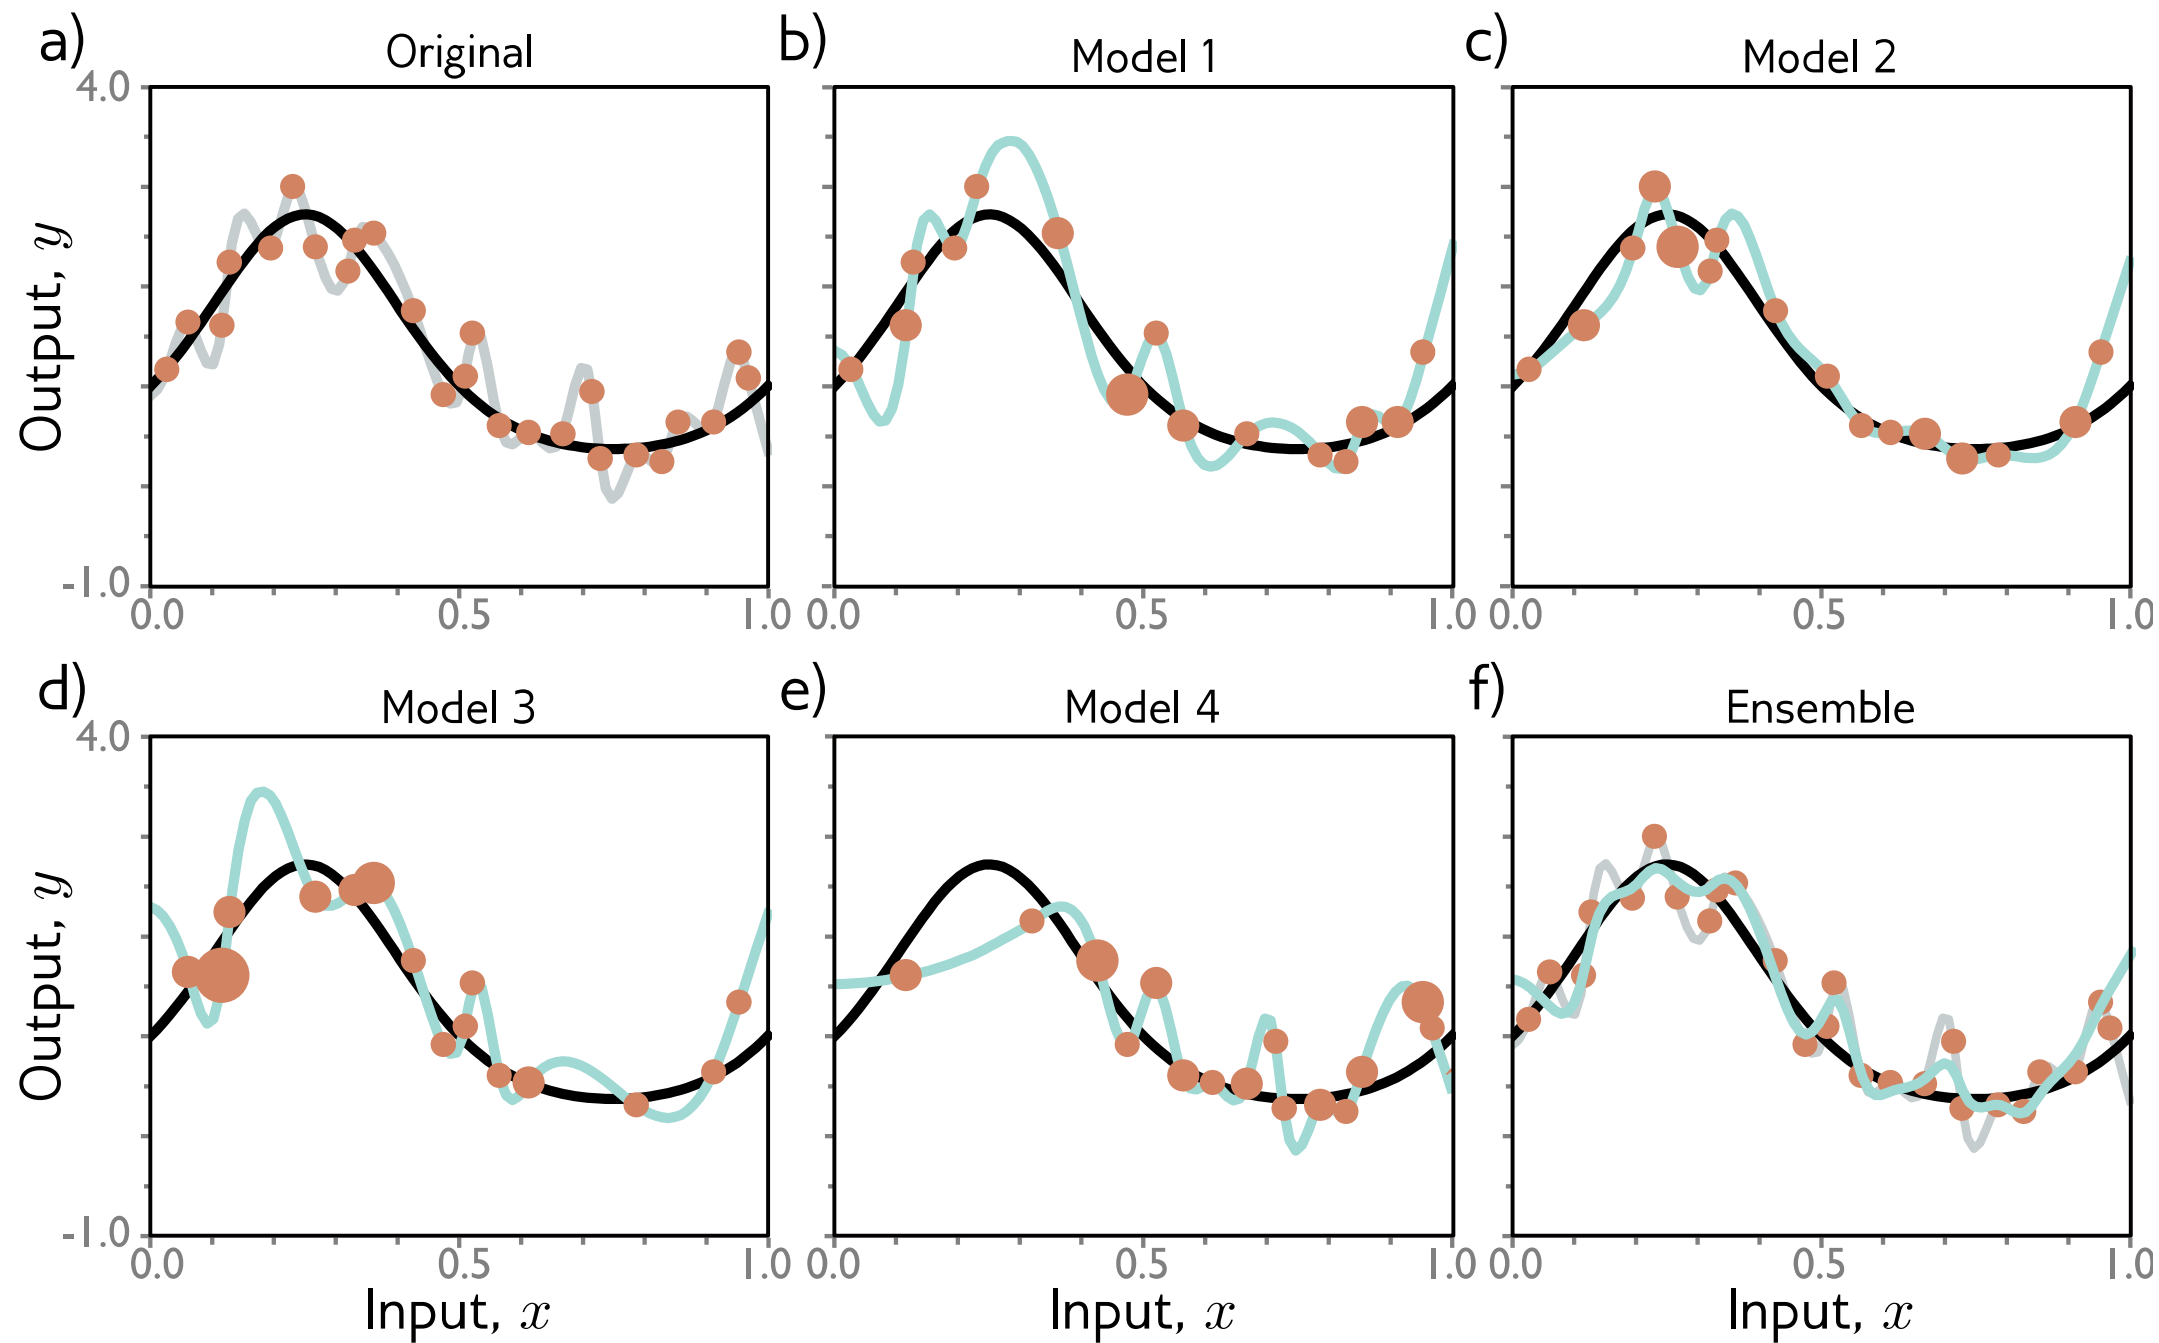 a) Original
b) Model 1
c) Model 2
4.0
Output, y
-1.0
0.0 0.5 1.0
0.0 0.5 1.0
0.0 0.5 1.0
d) Model 3
e) Model 4
f) Ensemble
4.0
Output, y
-1.0
0.0 0.5 1.0
0.0 0.5 1.0
0.0 0.5 1.0
Input, x
Input, x
Input, x